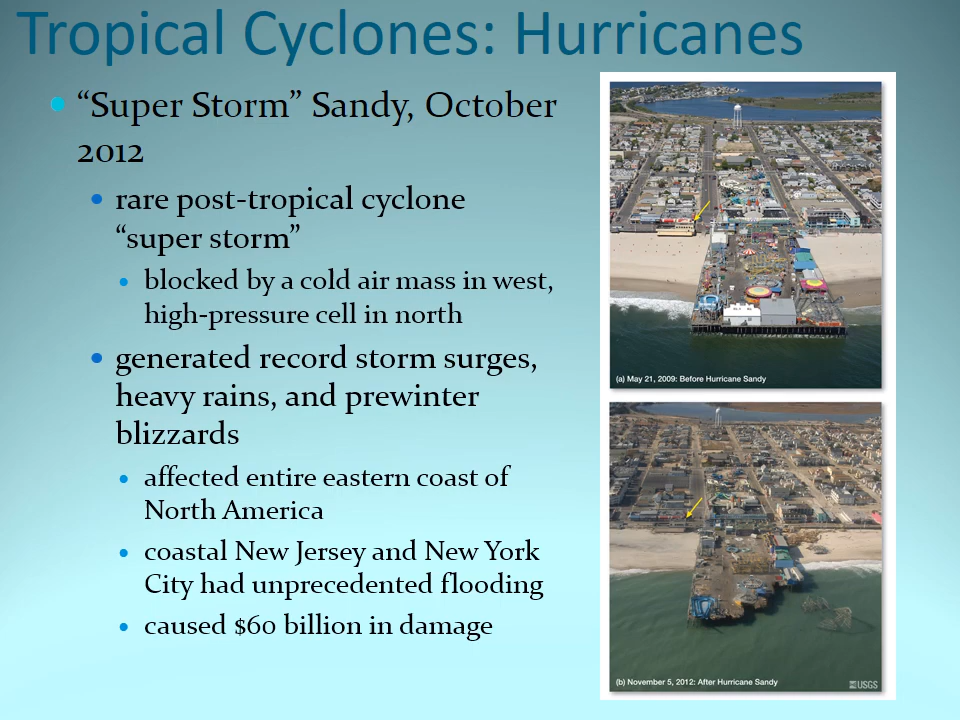 Tropical Cyclones: Hurricanes
“Super Storm” Sandy, October
2012
rare post-tropical cyclone
“super storm”
blocked by a cold air mass in west,
high-pressure cell in north
generated record storm surges,
heavy rains, and prewinter
blizzards
affected entire eastern coast of
North America
coastal New Jersey and New York
City had unprecedented flooding
caused $60 billion in damage
(a) May 21, 2009: Before Hurricane Sandy
(b) November 5, 2012: After Hurricane Sandy
USGS